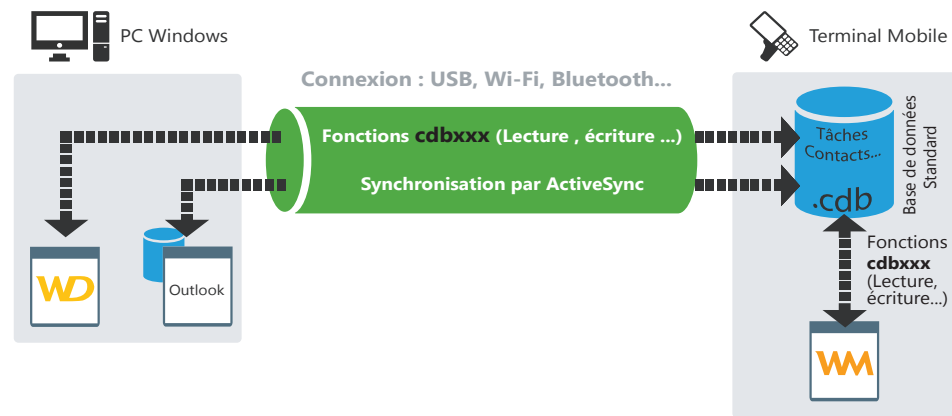 PC Windows
Terminal Mobile
Connexion : USB, Wi-Fi, Bluetooth...
Fonctions cdbxxx (Lecture , écriture ...)
Synchronisation par ActiveSync
Tâches
Contacts...
.cdb
Base de données
Standard
WD
Outlook
Fonctions
cdbxxx
(Lecture,
écriture...)
WM